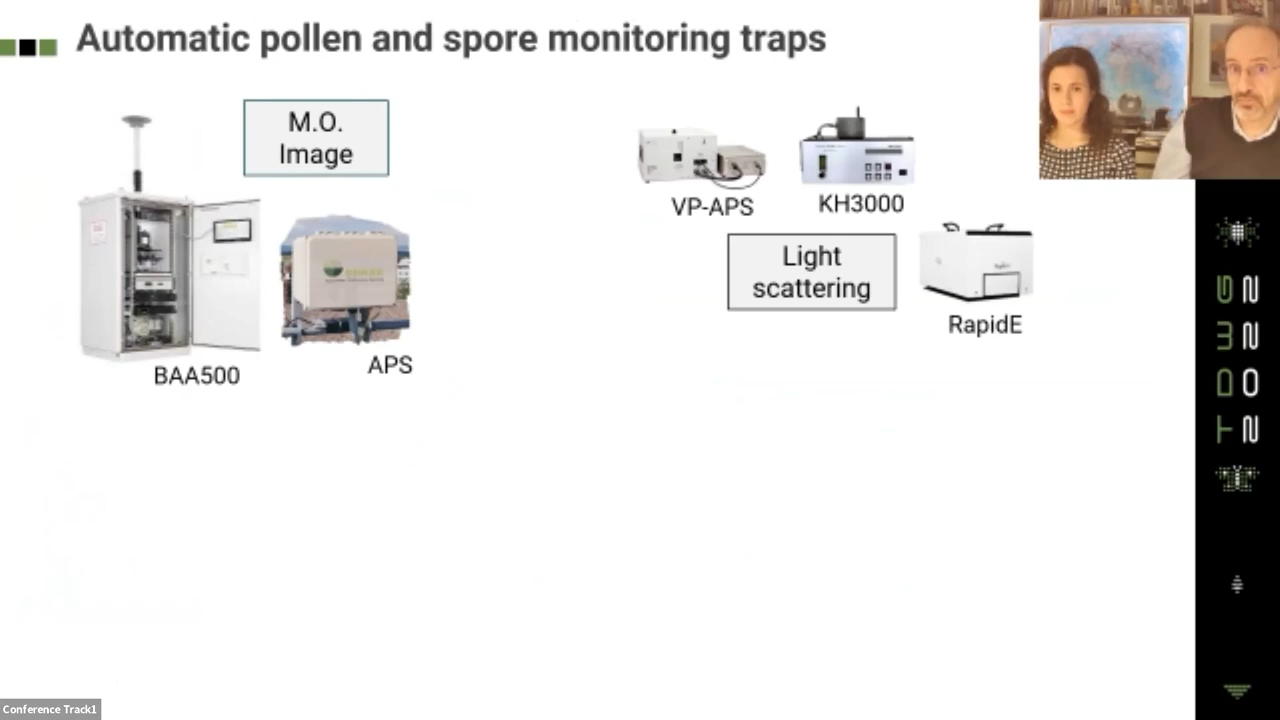 Automatic pollen and spore monitoring traps
M.O.
Image
BAA500
APS
VP-APS
KH3000
Light
scattering
RapidE
Conference Track1